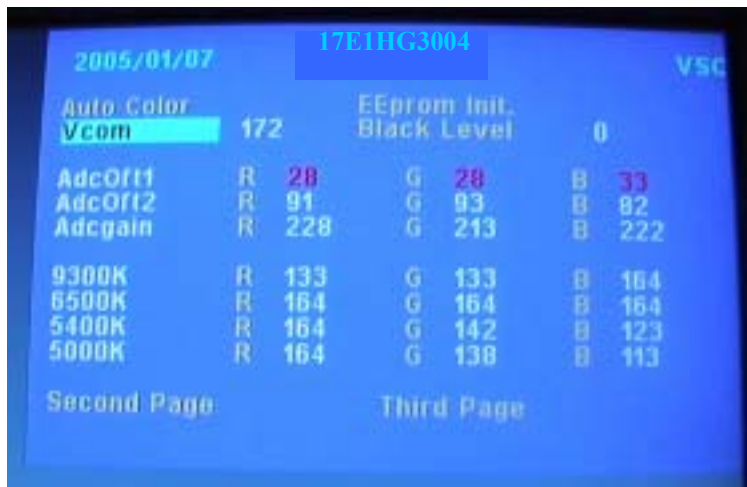 2005/01/07 17E1HG3004 VSC
Auto Color EEprom Init.
Vcom 172 Black Level 0
AdcOft1 R 28 G 28 B 33
AdcOft2 R 91 G 93 B 82
Adcgain R 228 G 213 B 222
9300K R 133 G 133 B 164
6500K R 164 G 164 B 164
5400K R 164 G 142 B 123
5000K R 164 G 138 B 113
Second Page Third Page